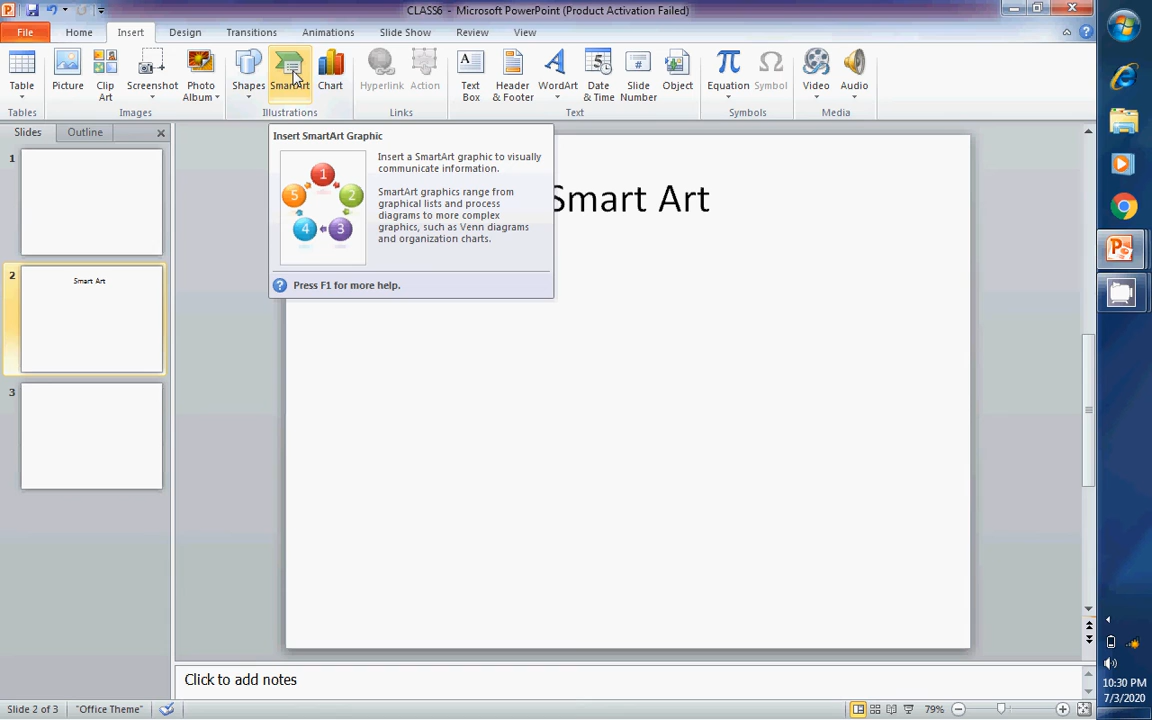 CLASS6 - Microsoft PowerPoint (Product Activation Failed)
File Home Insert Design Transitions Animations Slide Show Review View
Table Picture Clip Art Screenshot Photo Album Shapes SmartArt Chart Hyperlink Action Text Box Header & Footer WordArt Date & Time Slide Number Object Equation Symbol Video Audio
Tables Images Illustrations Links Text Symbols Media
Slides Outline
1
2
Smart Art
3
Insert SmartArt Graphic
1
2
3
4
5
Insert a SmartArt graphic to visually
communicate information.
SmartArt graphics range from
graphical lists and process
diagrams to more complex
graphics, such as Venn diagrams
and organization charts.
Press F1 for more help.
Smart Art
Click to add notes
Slide 2 of 3 "Office Theme" 79%
10:30 PM
7/3/2020